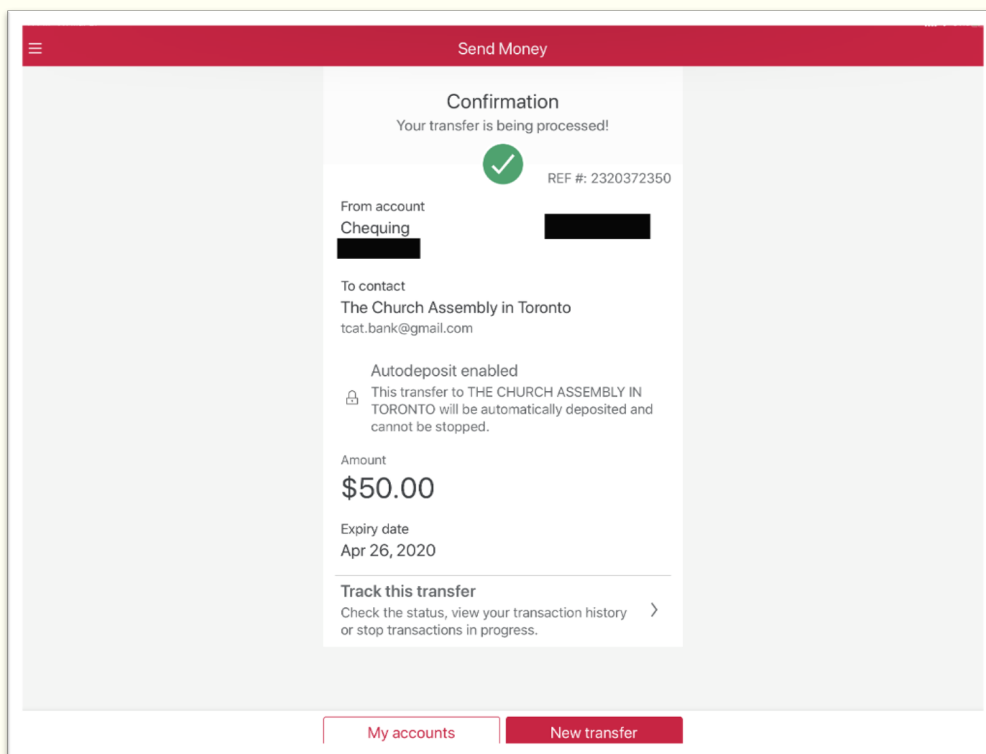 Send Money
Confirmation
Your transfer is being processed!
REF #: 2320372350
From account
Chequing
To contact
The Church Assembly in Toronto
tcat.bank@gmail.com
Autodeposit enabled
This transfer to THE CHURCH ASSEMBLY IN
TORONTO will be automatically deposited and
cannot be stopped.
Amount
$50.00
Expiry date
Apr 26, 2020
Track this transfer
Check the status, view your transaction history
or stop transactions in progress.
My accounts
New transfer